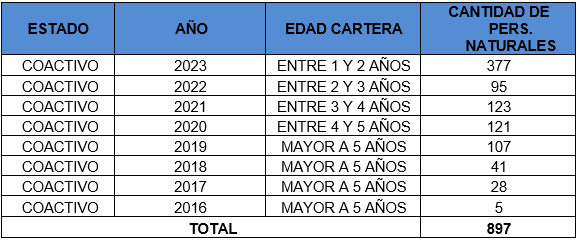 ESTADO AÑO EDAD CARTERA CANTIDAD DE PERS. NATURALES
COACTIVO 2023 ENTRE 1 Y 2 AÑOS 377
COACTIVO 2022 ENTRE 2 Y 3 AÑOS 95
COACTIVO 2021 ENTRE 3 Y 4 AÑOS 123
COACTIVO 2020 ENTRE 4 Y 5 AÑOS 121
COACTIVO 2019 MAYOR A 5 AÑOS 107
COACTIVO 2018 MAYOR A 5 AÑOS 41
COACTIVO 2017 MAYOR A 5 AÑOS 28
COACTIVO 2016 MAYOR A 5 AÑOS 5
TOTAL 897